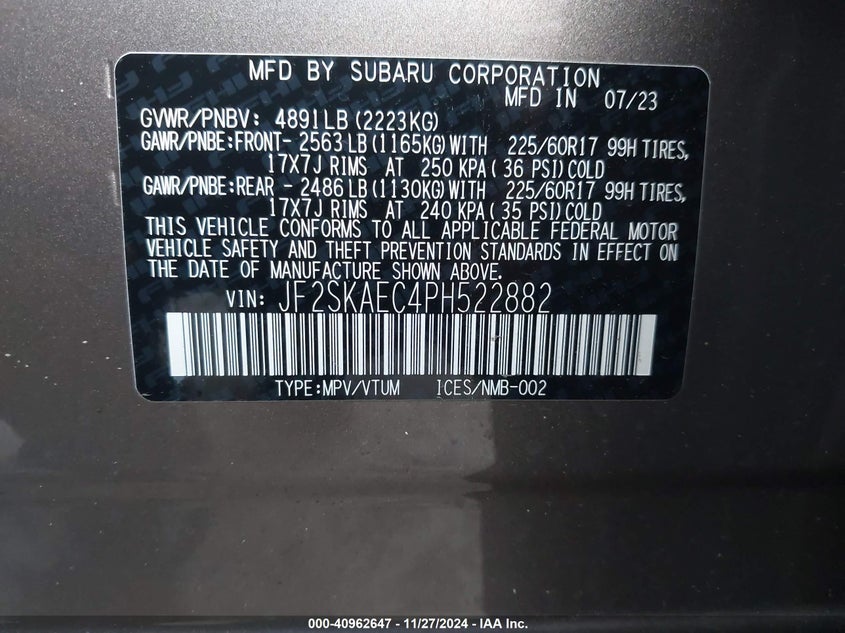 MFD BY SUBARU CORPORATION
MFD IN 07/23
GVWR/PNBV: 4891LB (2223KG)
GAWR/PNBE:FRONT- 2563 LB (1165KG) WITH 225/60R17 99H TIRES,
17X7J RIMS AT 250 KPA ( 36 PSI) COLD
GAWR/PNBE:REAR - 2486 LB (1130KG) WITH 225/60R17 99H TIRES,
17X7J RIMS AT 240 KPA ( 35 PSI) COLD
THIS VEHICLE CONFORMS TO ALL APPLICABLE FEDERAL MOTOR
VEHICLE SAFETY AND THEFT PREVENTION STANDARDS IN EFFECT ON
THE DATE OF MANUFACTURE SHOWN ABOVE.
VIN: JF2SKAEC4PH522882
TYPE:MPV/VTUM ICES/NMB-002
000-40962647 - 11/27/2024 - IAA Inc.